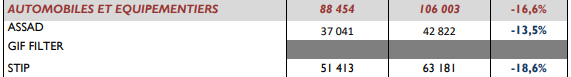 AUTOMOBILES ET EQUIPEMENTIERS 88 454 106 003 -16,6%
ASSAD 37 041 42 822 -13,5%
GIF FILTER
STIP 51 413 63 181 -18,6%